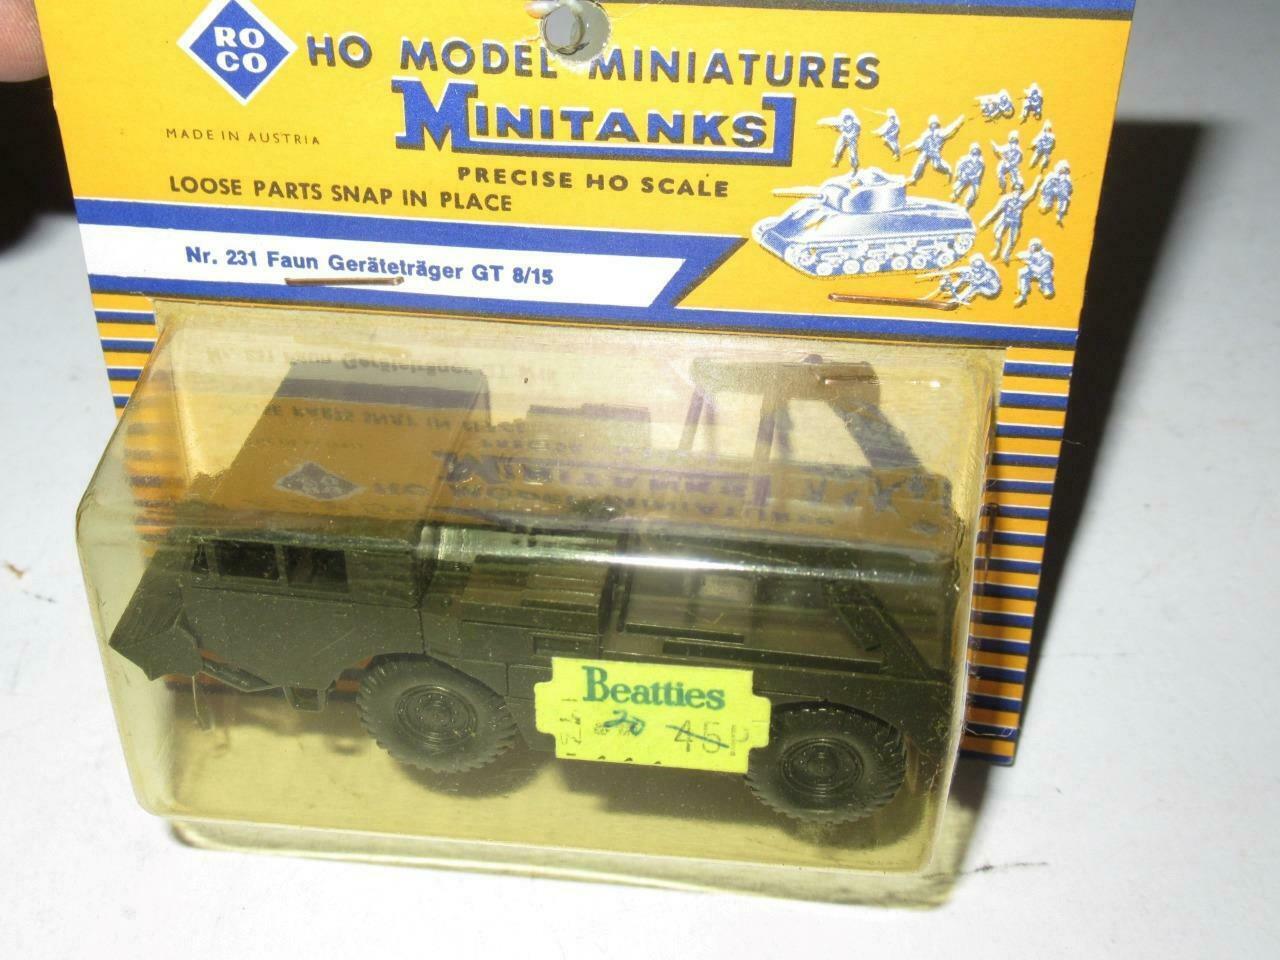 RO
CO
HO MODEL MINIATURES
MINITANKS
MADE IN AUSTRIA
PRECISE HO SCALE
LOOSE PARTS SNAP IN PLACE
Nr. 231 Faun Geräteträger GT 8/15
Beatties
20 45P